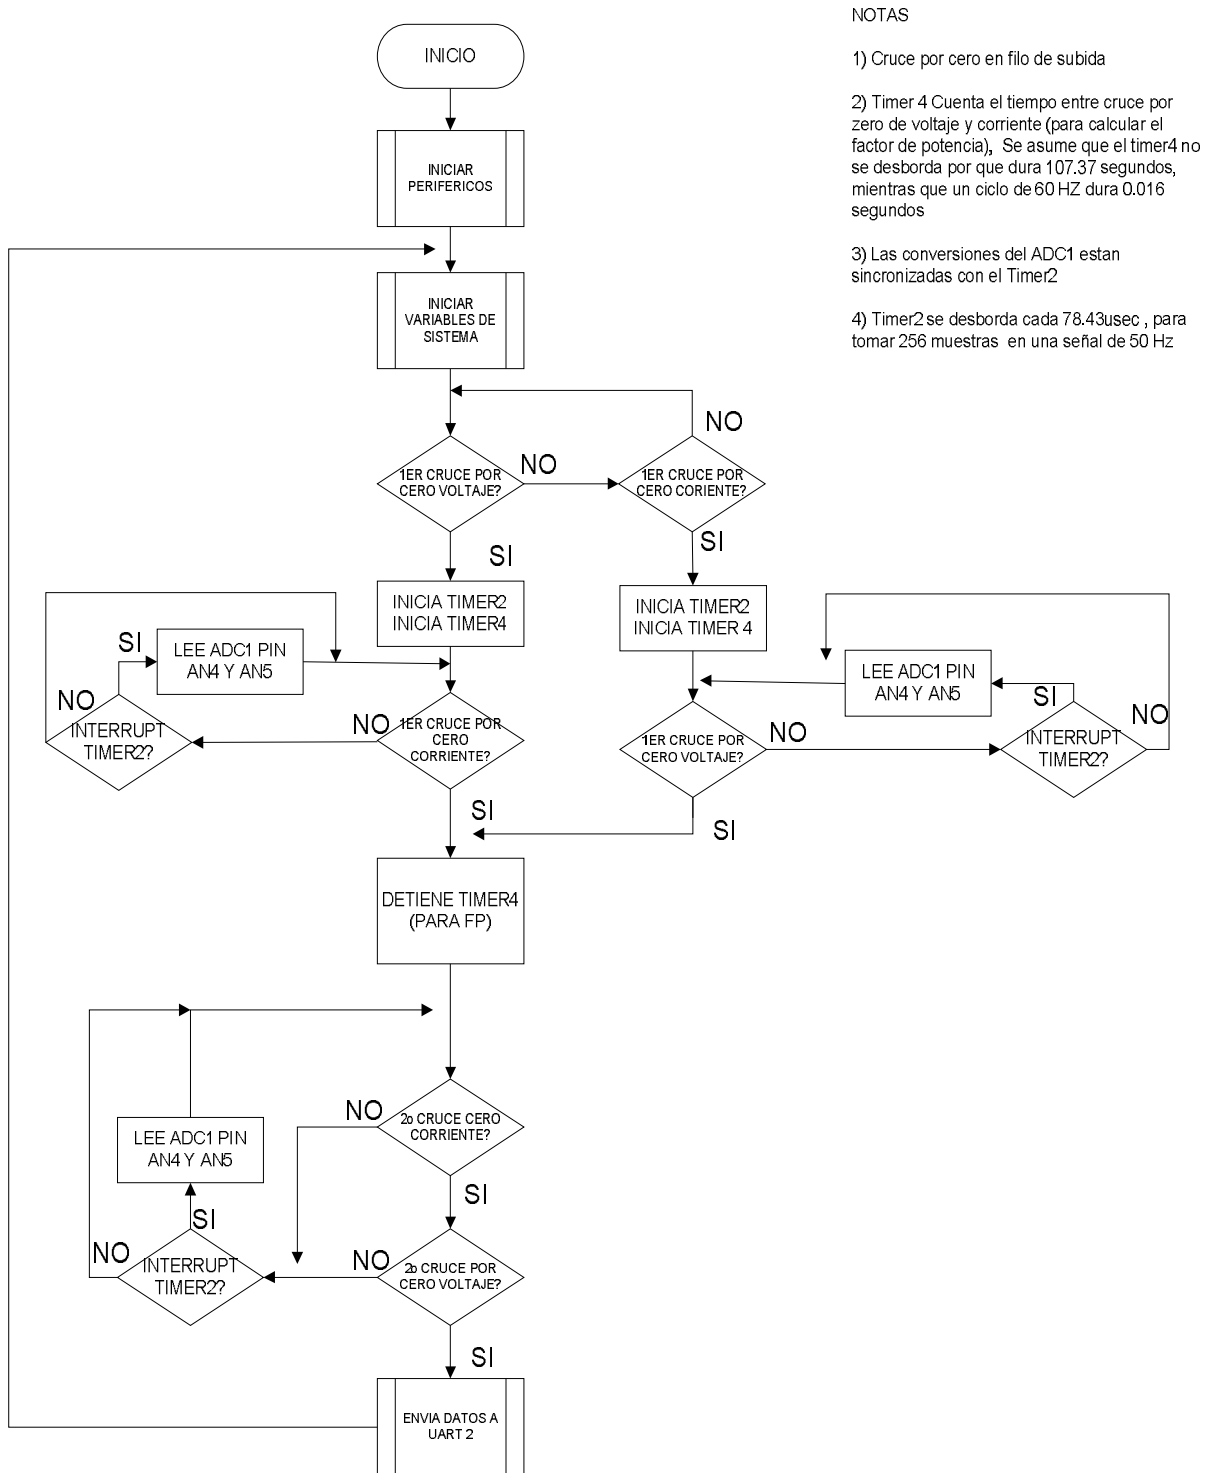 INICIO
INICIAR
PERIFERICOS
INICIAR
VARIABLES DE
SISTEMA
1ER CRUCE POR
CERO VOLTAJE?
NO
1ER CRUCE POR
CERO CORIENTE?
NO
SI
SI
INICIA TIMER2
INICIA TIMER4
INICIA TIMER2
INICIA TIMER 4
SI
LEE ADC1 PIN
AN4 Y AN5
NO
INTERRUPT
TIMER2?
NO
1ER CRUCE POR
CERO
CORRIENTE?
1ER CRUCE POR
CERO VOLTAJE?
NO
LEE ADC1 PIN
AN4 Y AN5
SI
INTERRUPT
TIMER2?
NO
SI
SI
DETIENE TIMER4
(PARA FP)
2o CRUCE CERO
CORRIENTE?
NO
LEE ADC1 PIN
AN4 Y AN5
SI
SI
NO
INTERRUPT
TIMER2?
NO
2o CRUCE POR
CERO VOLTAJE?
SI
ENVIA DATOS A
UART 2
NOTAS
1) Cruce por cero en filo de subida
2) Timer 4 Cuenta el tiempo entre cruce por
zero de voltaje y corriente (para calcular el
factor de potencia), Se asume que el timer4 no
se desborda por que dura 107.37 segundos,
mientras que un ciclo de 60 HZ dura 0.016
segundos
3) Las conversiones del ADC1 estan
sincronizadas con el Timer2
4) Timer2 se desborda cada 78.43usec , para
tomar 256 muestras en una señal de 50 Hz